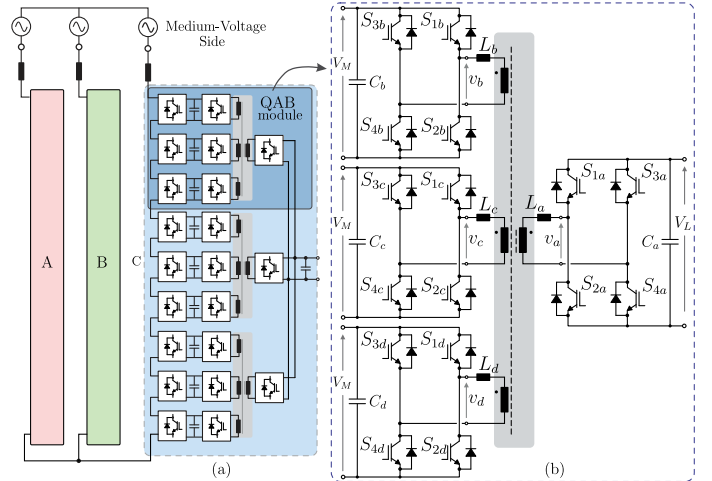 Medium-Voltage
Side
QAB
module
A
B
C
(a)
V_M
C_b
S_3b
S_1b
S_4b
S_2b
L_b
v_b
V_M
C_c
S_3c
S_1c
S_4c
S_2c
L_c
v_c
L_a
v_a
S_1a
S_3a
S_2a
S_4a
C_a
V_L
V_M
C_d
S_3d
S_1d
S_4d
S_2d
L_d
v_d
(b)